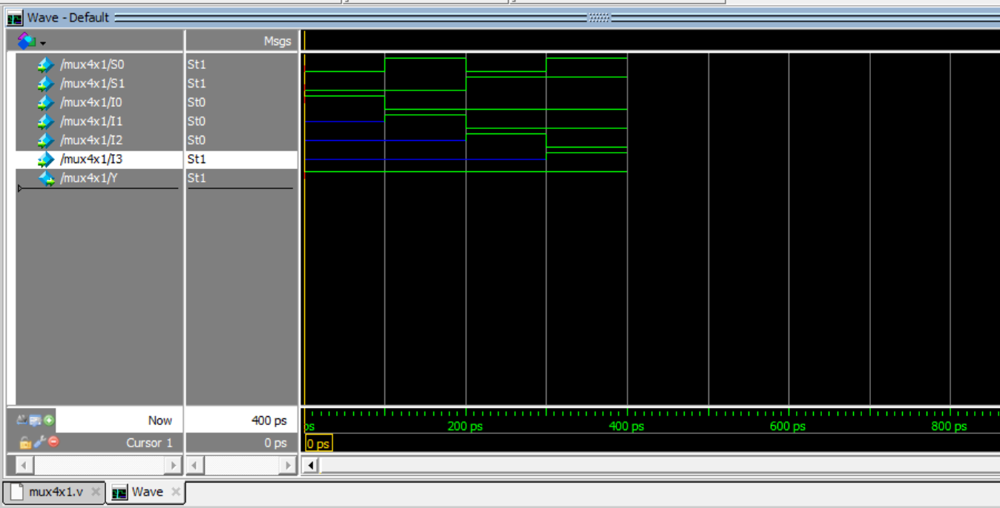 Wave - Default
Msgs
/mux4x1/S0 St1
/mux4x1/S1 St1
/mux4x1/I0 St0
/mux4x1/I1 St0
/mux4x1/I2 St0
/mux4x1/I3 St1
/mux4x1/Y St1
Now 400 ps
ps 200 ps 400 ps 600 ps 800 ps
Cursor 1 0 ps 0 ps
mux4x1.v Wave